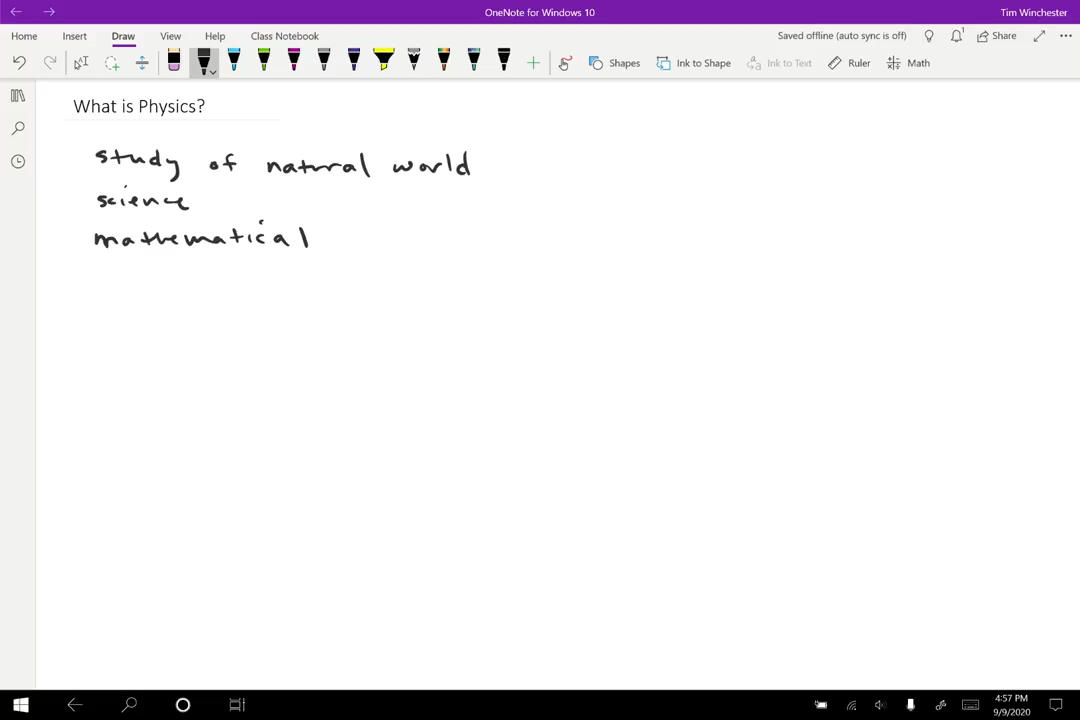 OneNote for Windows 10
Tim Winchester
Home Insert Draw View Help Class Notebook
Saved offline (auto sync is off) 1 Share
Shapes Ink to Shape Ink to Text Ruler Math
What is Physics?
study of natural world
science
mathematical
4:57 PM
9/9/2020